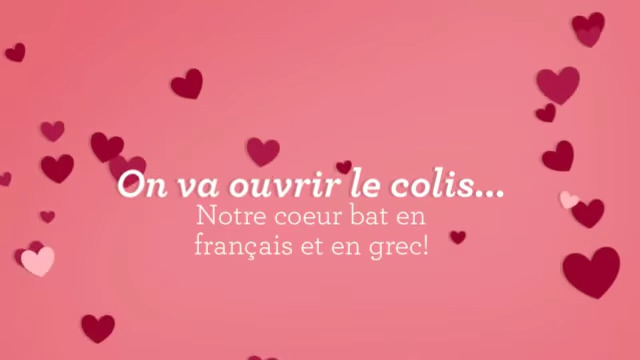 On va ouvrir le colis...
Notre coeur bat en
français et en grec!